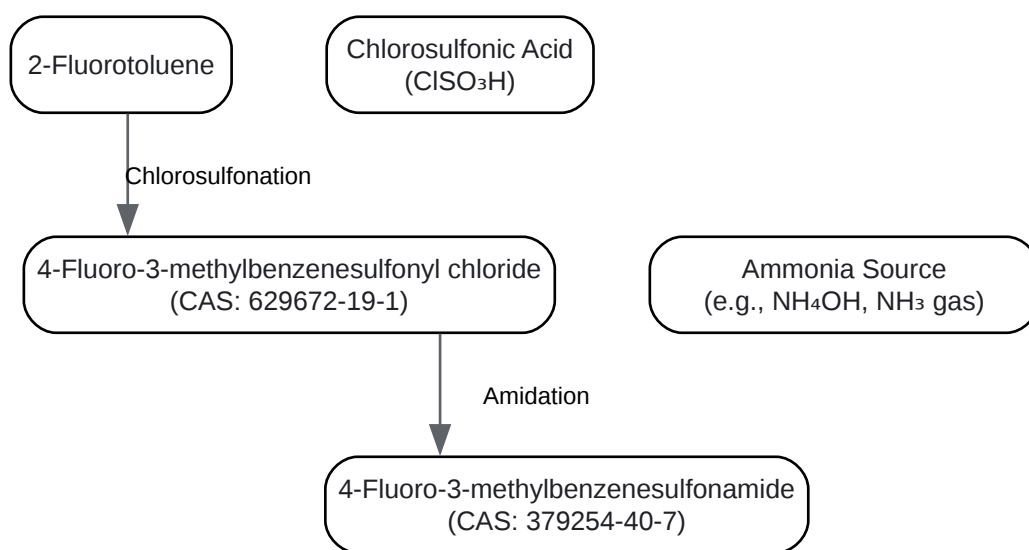 2-Fluorotoluene
Chlorosulfonic Acid
(ClSO₃H)
Chlorosulfonation
4-Fluoro-3-methylbenzenesulfonyl chloride
(CAS: 629672-19-1)
Ammonia Source
(e.g., NH₄OH, NH₃ gas)
Amidation
4-Fluoro-3-methylbenzenesulfonamide
(CAS: 379254-40-7)